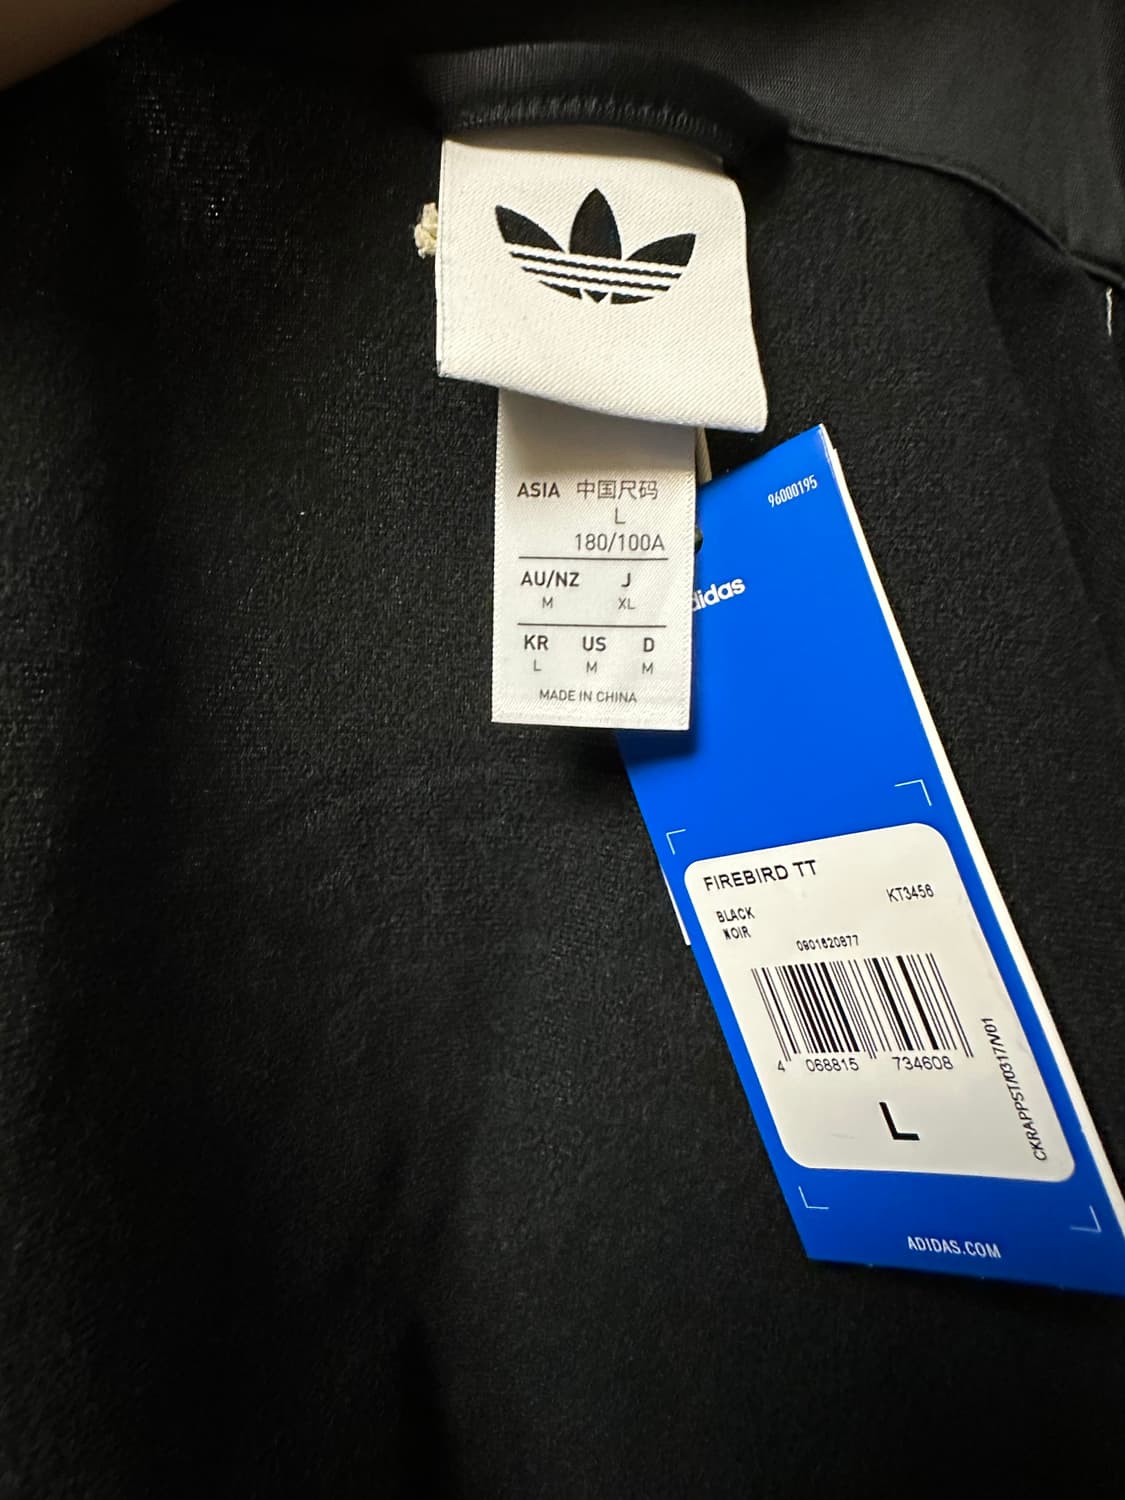 ASIA 中国尺码
L
180/100A
AU/NZ J
M XL
KR US D
L M M
MADE IN CHINA
96000195
didas
FIREBIRD TT
KT3456
BLACK
NOIR
0901620877
4 068815 734608
L
CKRAPPST/0317/V01
ADIDAS.COM